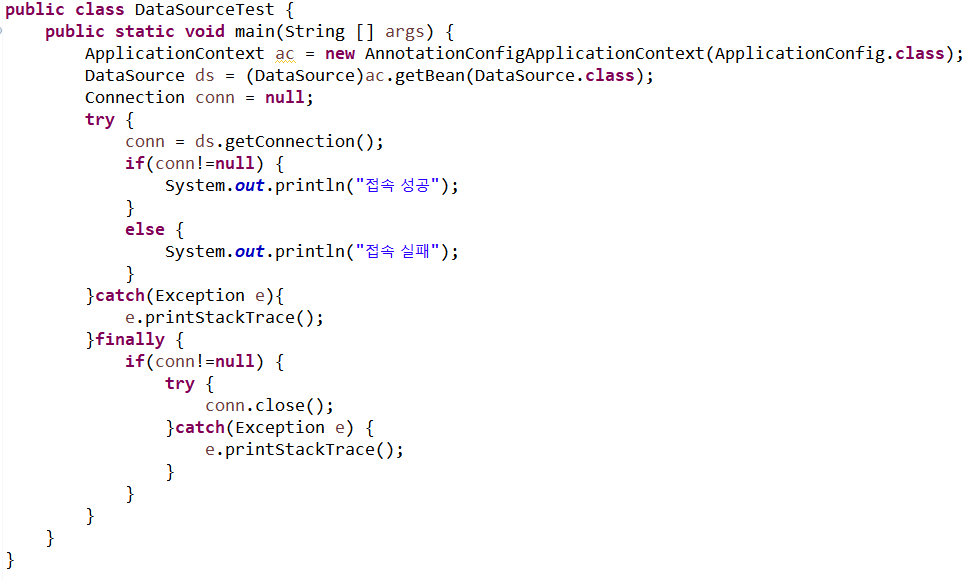 public class DataSourceTest {
public static void main(String [] args) {
ApplicationContext ac = new AnnotationConfigApplicationContext(ApplicationConfig.class);
DataSource ds = (DataSource)ac.getBean(DataSource.class);
Connection conn = null;
try {
conn = ds.getConnection();
if(conn!=null) {
System.out.println("접속 성공");
}
else {
System.out.println("접속 실패");
}
}catch(Exception e){
e.printStackTrace();
}finally {
if(conn!=null) {
try {
conn.close();
}catch(Exception e) {
e.printStackTrace();
}
}
}
}
}